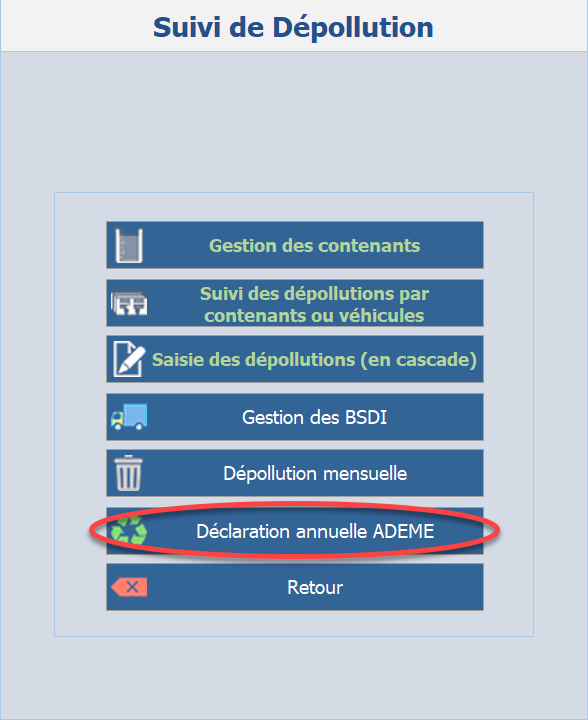 Suivi de Dépollution
Gestion des contenants
Suivi des dépollutions par
contenants ou véhicules
Saisie des dépollutions (en cascade)
Gestion des BSDI
Dépollution mensuelle
Déclaration annuelle ADEME
Retour